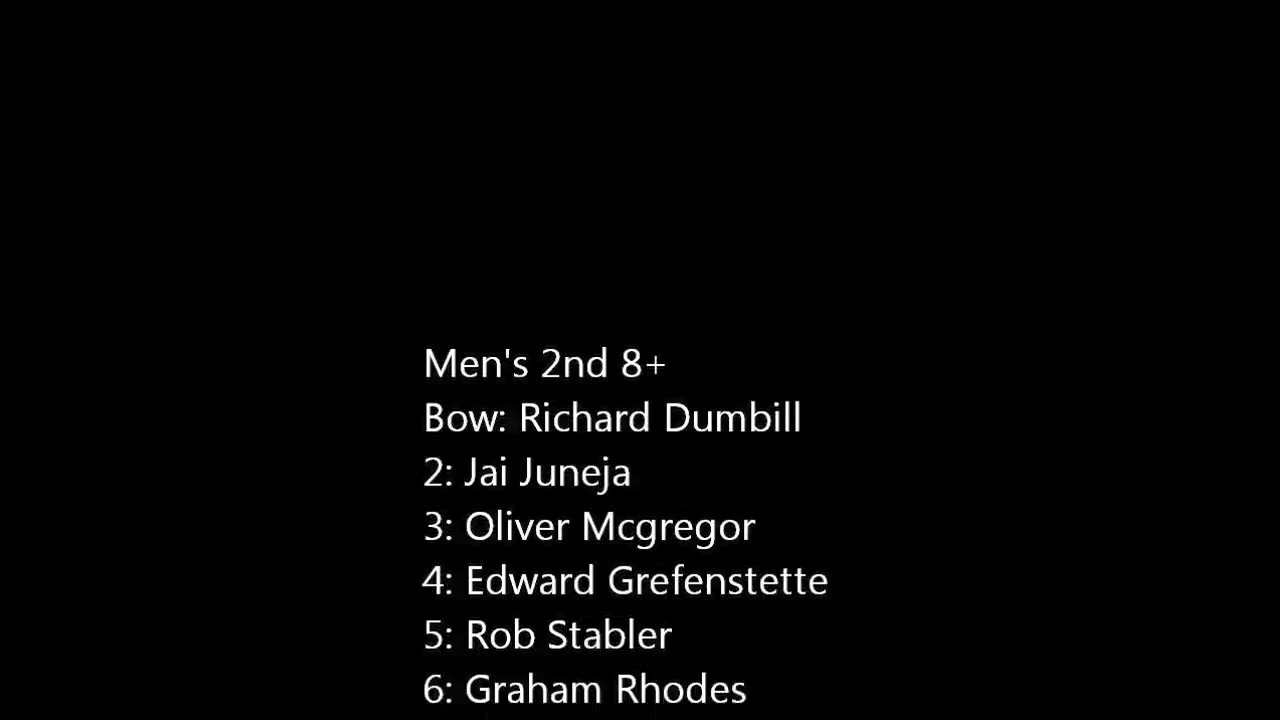 Men's 2nd 8+
Bow: Richard Dumbill
2: Jai Juneja
3: Oliver Mcgregor
4: Edward Grefenstette
5: Rob Stabler
6: Graham Rhodes